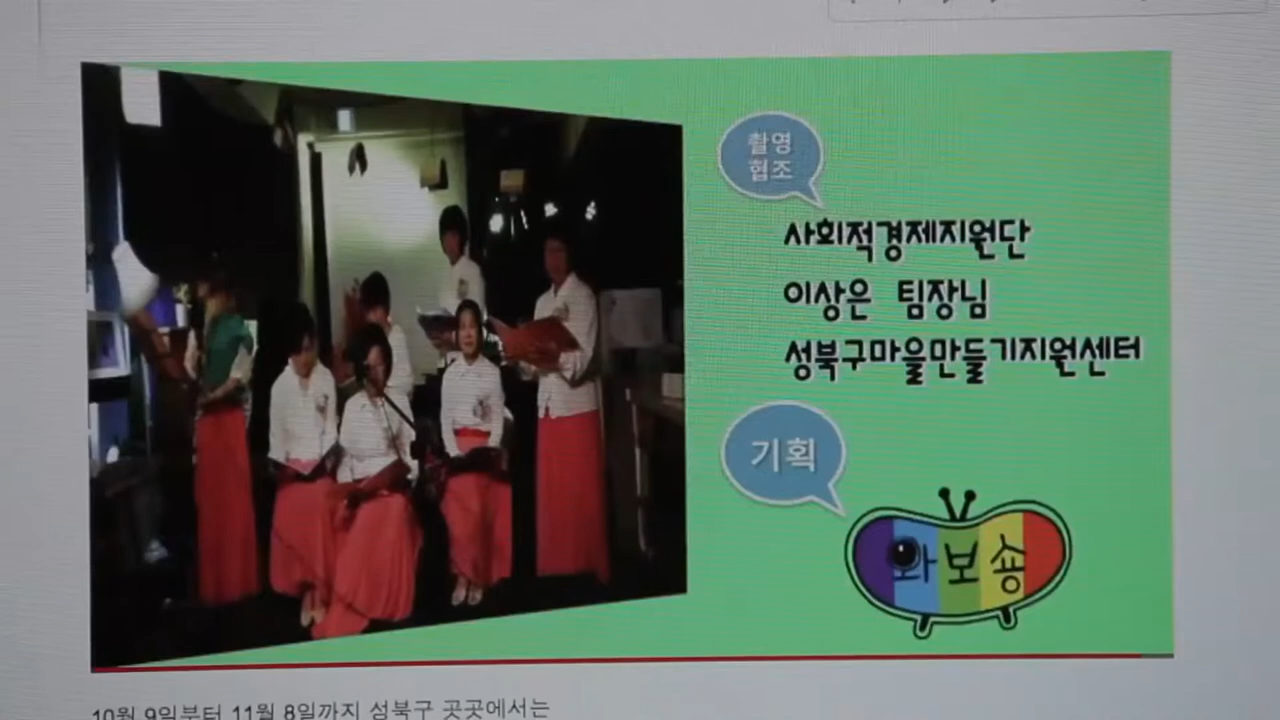 촬영
협조
사회적경제지원단
이상은 팀장님
성북구마을만들기지원센터
기획
와보숑
10월 9일부터 11월 8일까지 성북구 곳곳에서는